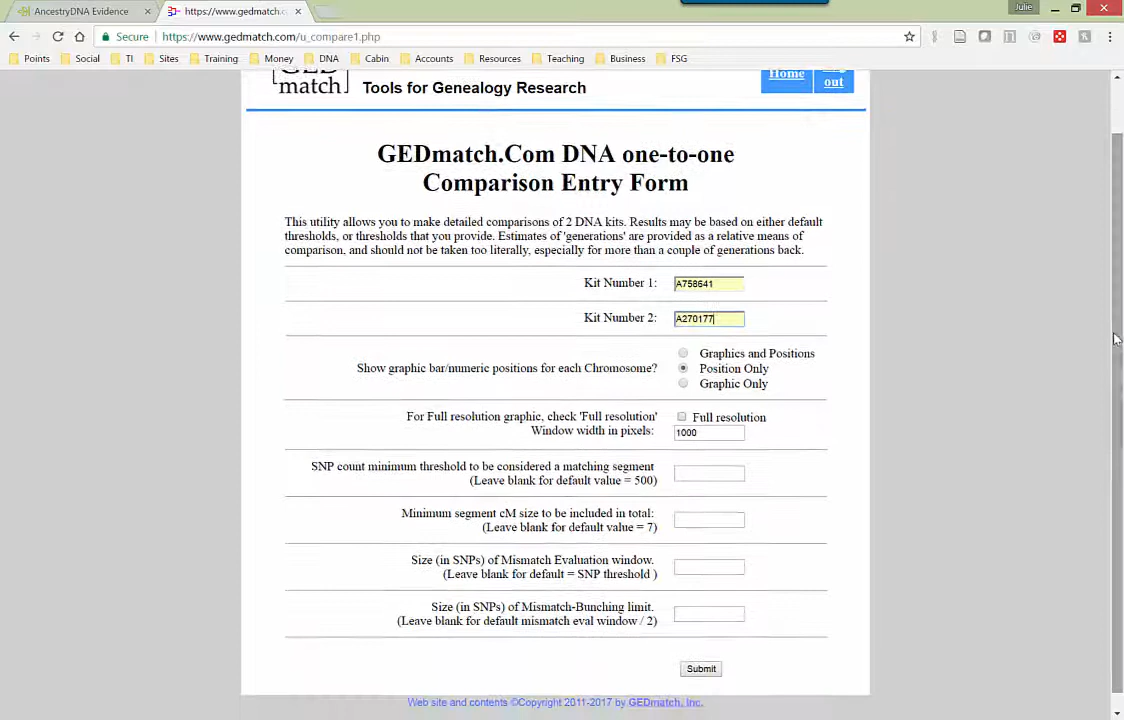 AncestryDNA Evidence
https://www.gedmatch.co
Julie
Secure
https://www.gedmatch.com/u_compare1.php
Points Social TI Sites Training Money DNA Cabin Accounts Resources Teaching Business FSG
GED
match
Tools for Genealogy Research
Home
out
GEDmatch.Com DNA one-to-one
Comparison Entry Form
This utility allows you to make detailed comparisons of 2 DNA kits. Results may be based on either default
thresholds, or thresholds that you provide. Estimates of 'generations' are provided as a relative means of
comparison, and should not be taken too literally, especially for more than a couple of generations back.
Kit Number 1: A758641
Kit Number 2: A270177
Show graphic bar/numeric positions for each Chromosome?
Graphics and Positions
Position Only
Graphic Only
For Full resolution graphic, check 'Full resolution'
Full resolution
Window width in pixels:
1000
SNP count minimum threshold to be considered a matching segment
(Leave blank for default value = 500)
Minimum segment cM size to be included in total:
(Leave blank for default value = 7)
Size (in SNPs) of Mismatch Evaluation window.
(Leave blank for default = SNP threshold )
Size (in SNPs) of Mismatch-Bunching limit.
(Leave blank for default mismatch eval window / 2)
Submit
Web site and contents ©Copyright 2011-2017 by GEDmatch, Inc.